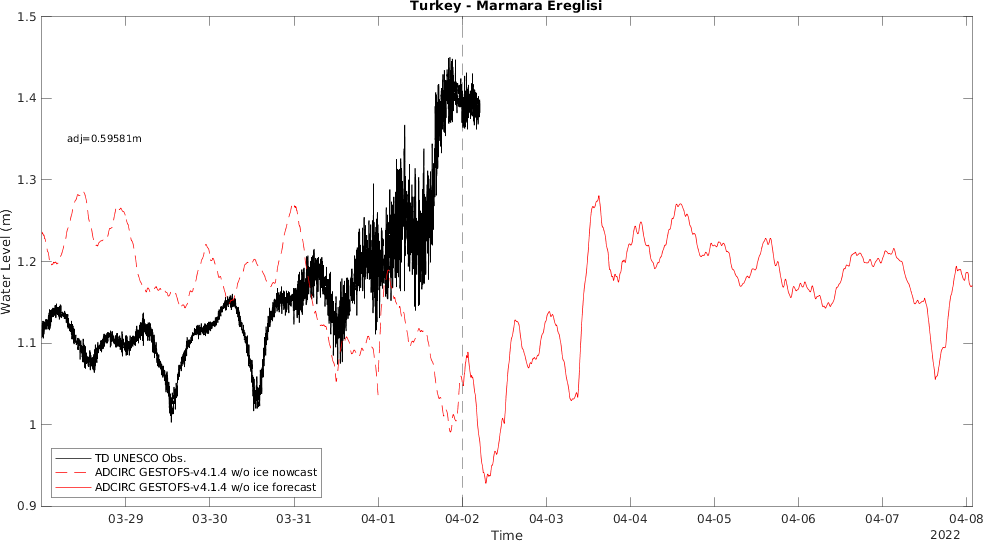 Turkey - Marmara Ereglisi
1.5
1.4
1.3
1.2
1.1
1
0.9
Water Level (m)
adj=0.59581m
TD UNESCO Obs.
ADCIRC GESTOFS-v4.1.4 w/o ice nowcast
ADCIRC GESTOFS-v4.1.4 w/o ice forecast
03-29 03-30 03-31 04-01 04-02 04-03 04-04 04-05 04-06 04-07 04-08
Time
2022